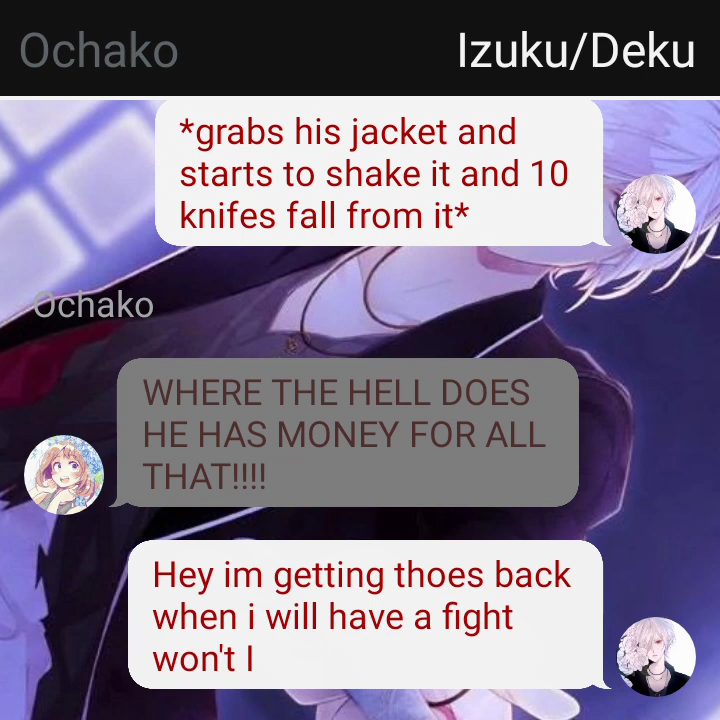 Ochako
Izuku/Deku
*grabs his jacket and
starts to shake it and 10
knifes fall from it*
Ochako
WHERE THE HELL DOES
HE HAS MONEY FOR ALL
THAT!!!!
Hey im getting thoes back
when i will have a fight
won't I